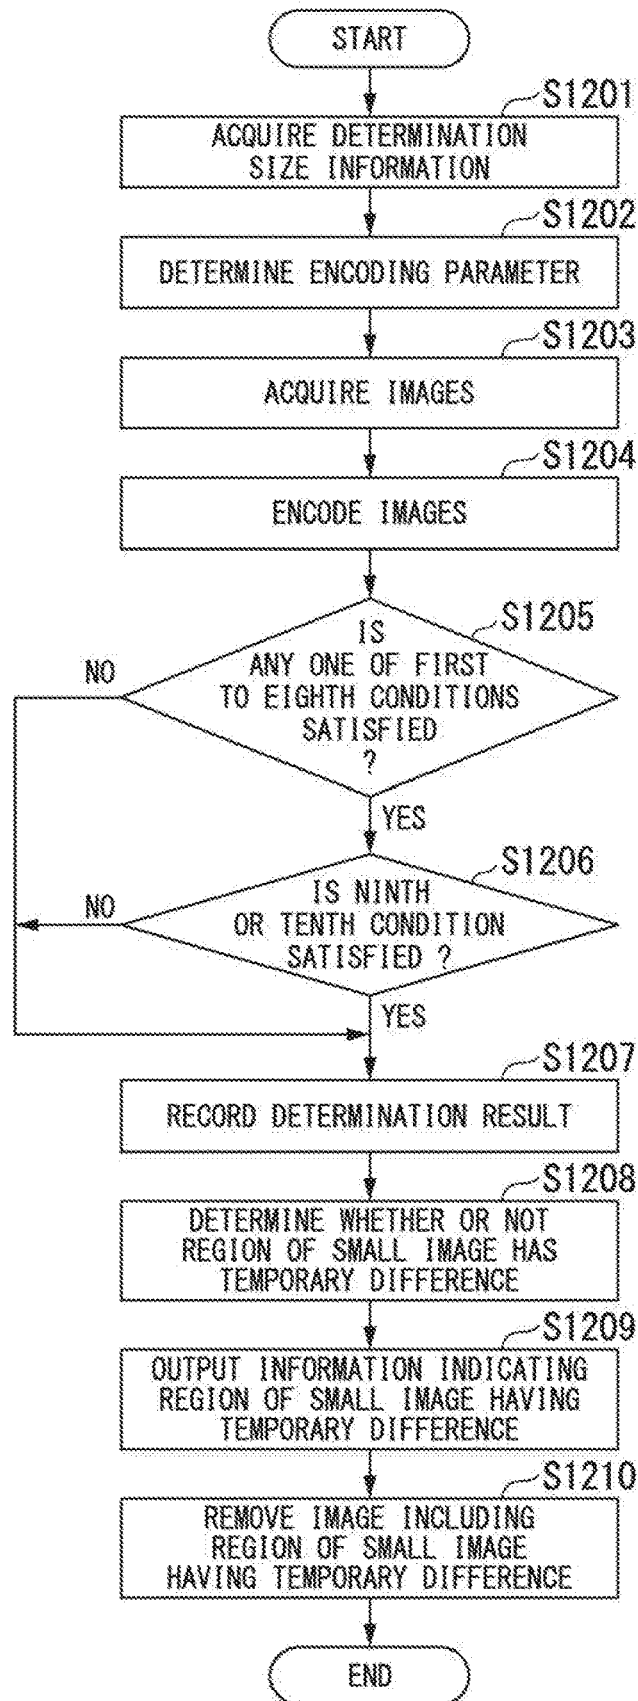 START
S1201
ACQUIRE DETERMINATION
SIZE INFORMATION
S1202
DETERMINE ENCODING PARAMETER
S1203
ACQUIRE IMAGES
S1204
ENCODE IMAGES
S1205
IS
ANY ONE OF FIRST
TO EIGHTH CONDITIONS
SATISFIED
?
NO
YES
S1206
IS NINTH
OR TENTH CONDITION
SATISFIED ?
NO
YES
S1207
RECORD DETERMINATION RESULT
S1208
DETERMINE WHETHER OR NOT
REGION OF SMALL IMAGE HAS
TEMPORARY DIFFERENCE
S1209
OUTPUT INFORMATION INDICATING
REGION OF SMALL IMAGE HAVING
TEMPORARY DIFFERENCE
S1210
REMOVE IMAGE INCLUDING
REGION OF SMALL IMAGE
HAVING TEMPORARY DIFFERENCE
END